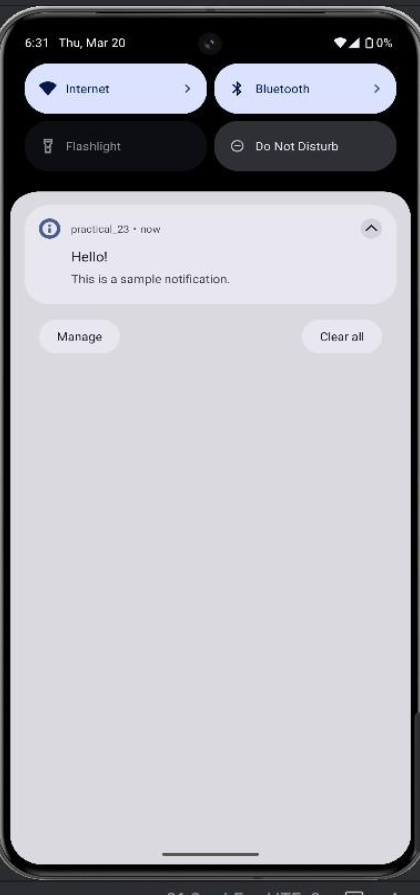 6:31 Thu, Mar 20 0%
Internet Bluetooth
Flashlight Do Not Disturb
practical_23 • now
Hello!
This is a sample notification.
Manage Clear all